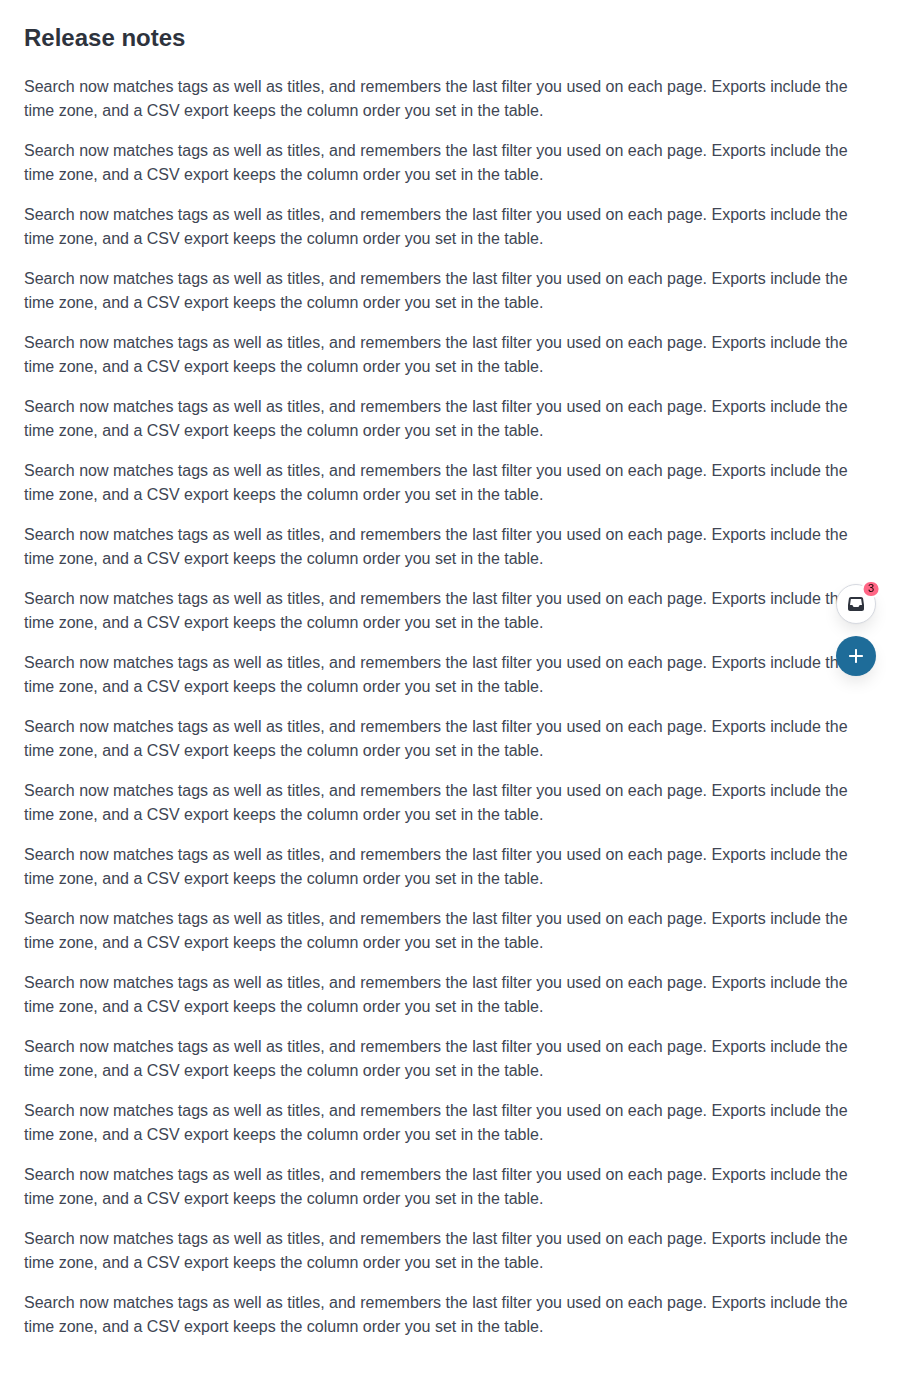 Release notes
Search now matches tags as well as titles, and remembers the last filter you used on each page. Exports include the
time zone, and a CSV export keeps the column order you set in the table.
Search now matches tags as well as titles, and remembers the last filter you used on each page. Exports include the
time zone, and a CSV export keeps the column order you set in the table.
Search now matches tags as well as titles, and remembers the last filter you used on each page. Exports include the
time zone, and a CSV export keeps the column order you set in the table.
Search now matches tags as well as titles, and remembers the last filter you used on each page. Exports include the
time zone, and a CSV export keeps the column order you set in the table.
Search now matches tags as well as titles, and remembers the last filter you used on each page. Exports include the
time zone, and a CSV export keeps the column order you set in the table.
Search now matches tags as well as titles, and remembers the last filter you used on each page. Exports include the
time zone, and a CSV export keeps the column order you set in the table.
Search now matches tags as well as titles, and remembers the last filter you used on each page. Exports include the
time zone, and a CSV export keeps the column order you set in the table.
Search now matches tags as well as titles, and remembers the last filter you used on each page. Exports include the
time zone, and a CSV export keeps the column order you set in the table.
3
Search now matches tags as well as titles, and remembers the last filter you used on each page. Exports include
time zone, and a CSV export keeps the column order you set in the table.
Search now matches tags as well as titles, and remembers the last filter you used on each page. Exports include
time zone, and a CSV export keeps the column order you set in the table.
Search now matches tags as well as titles, and remembers the last filter you used on each page. Exports include the
time zone, and a CSV export keeps the column order you set in the table.
Search now matches tags as well as titles, and remembers the last filter you used on each page. Exports include the
time zone, and a CSV export keeps the column order you set in the table.
Search now matches tags as well as titles, and remembers the last filter you used on each page. Exports include the
time zone, and a CSV export keeps the column order you set in the table.
Search now matches tags as well as titles, and remembers the last filter you used on each page. Exports include the
time zone, and a CSV export keeps the column order you set in the table.
Search now matches tags as well as titles, and remembers the last filter you used on each page. Exports include the
time zone, and a CSV export keeps the column order you set in the table.
Search now matches tags as well as titles, and remembers the last filter you used on each page. Exports include the
time zone, and a CSV export keeps the column order you set in the table.
Search now matches tags as well as titles, and remembers the last filter you used on each page. Exports include the
time zone, and a CSV export keeps the column order you set in the table.
Search now matches tags as well as titles, and remembers the last filter you used on each page. Exports include the
time zone, and a CSV export keeps the column order you set in the table.
Search now matches tags as well as titles, and remembers the last filter you used on each page. Exports include the
time zone, and a CSV export keeps the column order you set in the table.
Search now matches tags as well as titles, and remembers the last filter you used on each page. Exports include the
time zone, and a CSV export keeps the column order you set in the table.